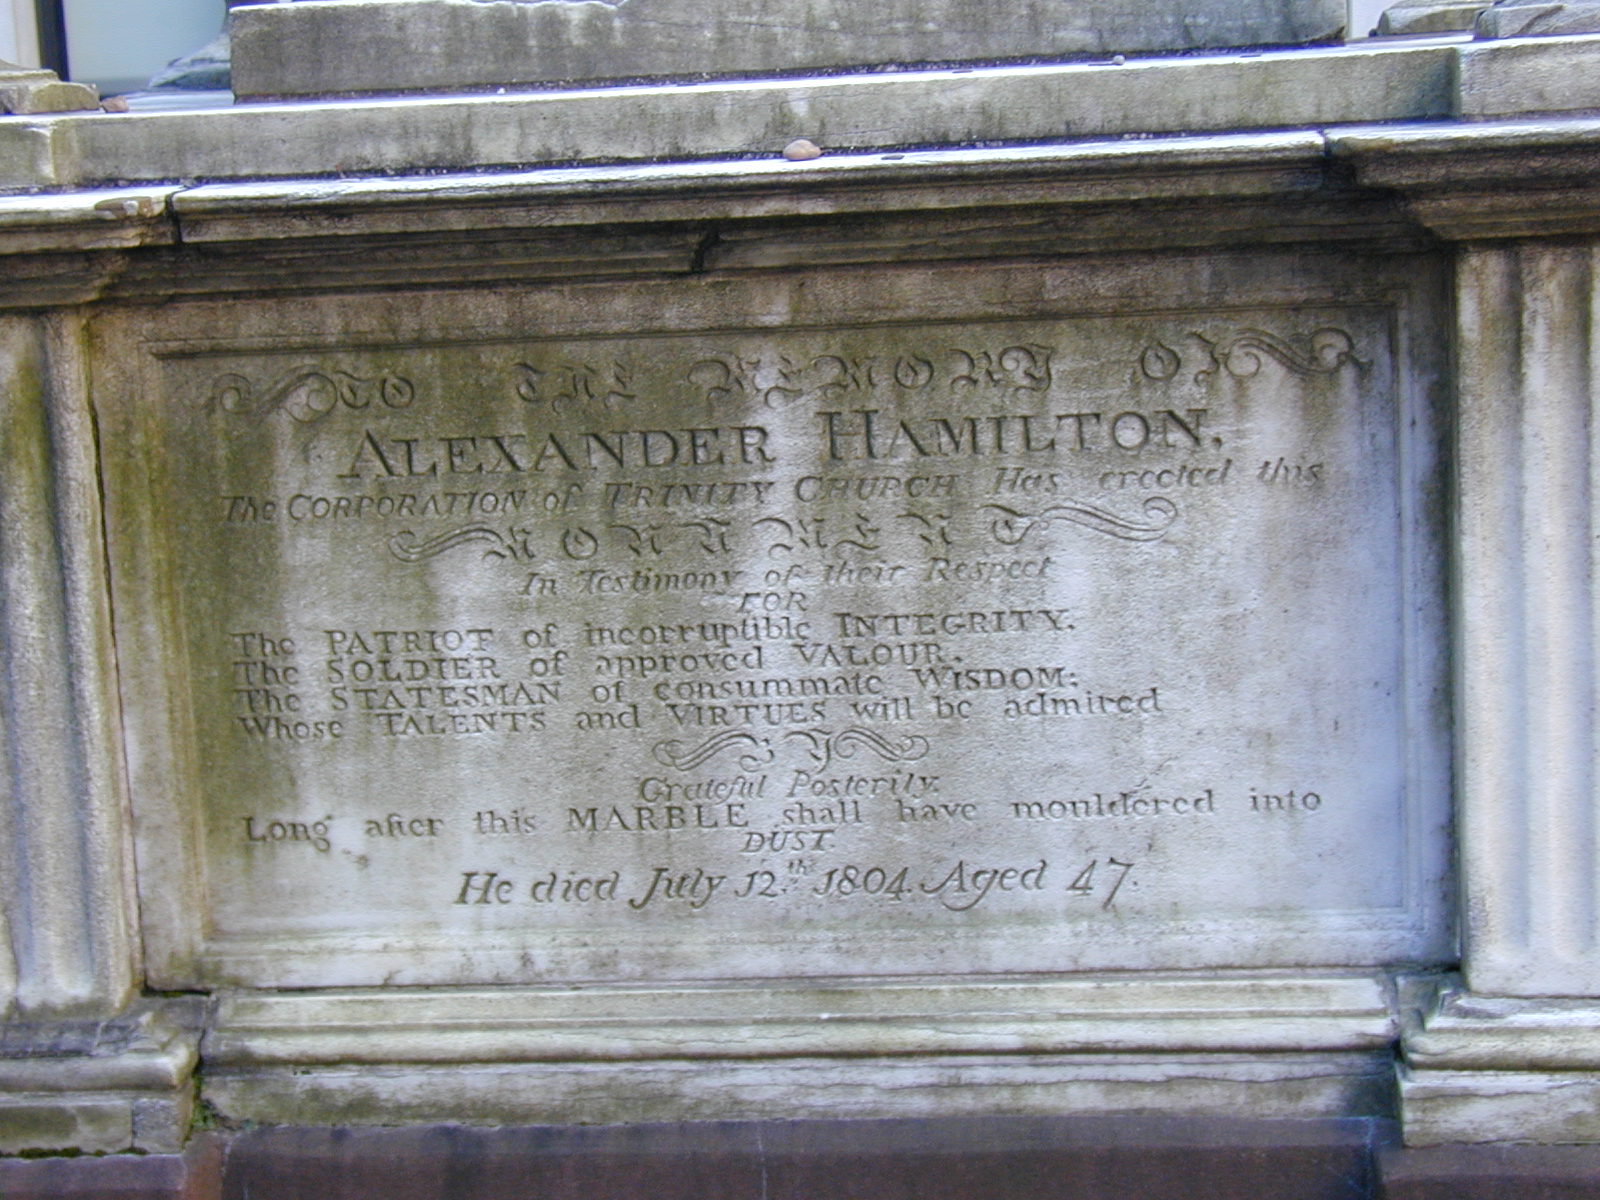 TO THE MEMORY OF
ALEXANDER HAMILTON,
The CORPORATION of TRINITY CHURCH Has erected this
MONUMENT
In Testimony of their Respect
FOR
The PATRIOT of incorruptible INTEGRITY,
The SOLDIER of approved VALOUR,
The STATESMAN of consummate WISDOM:
Whose TALENTS and VIRTUES will be admired
BY
Grateful Posterity
Long after this MARBLE shall have mouldered into
DUST.
He died July 12.th 1804. Aged 47.